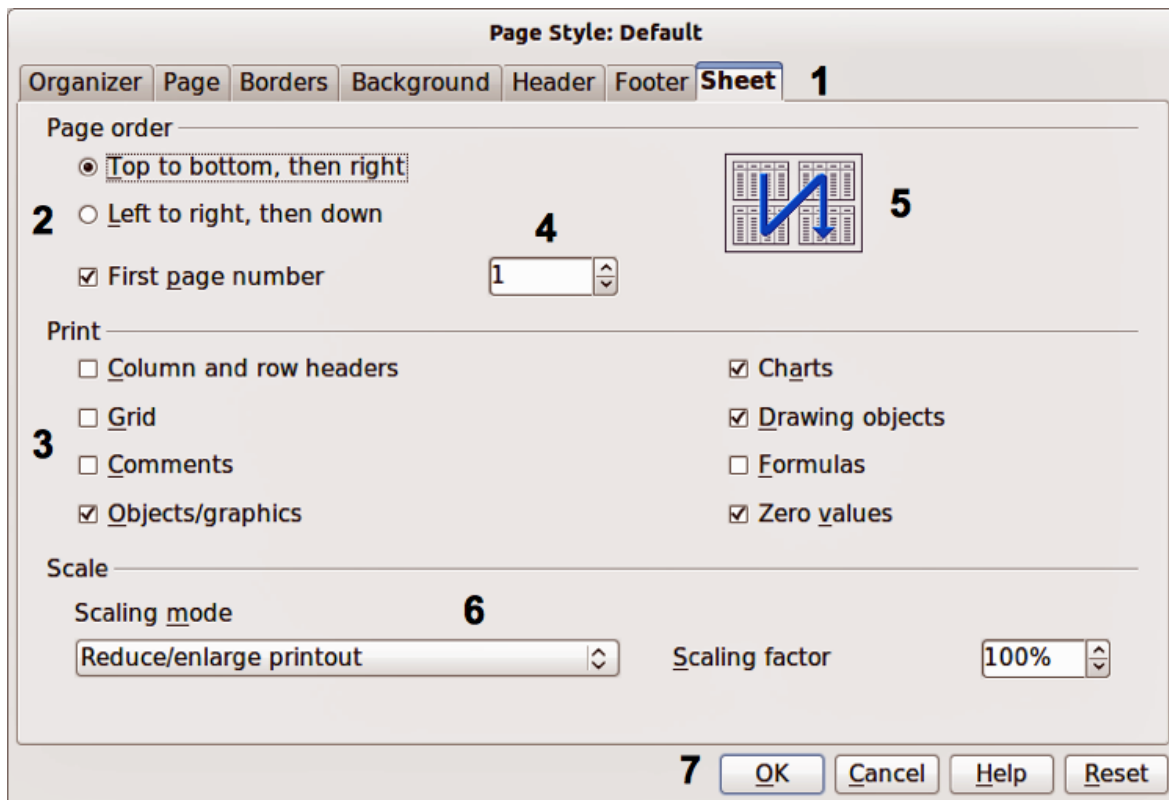 Page Style: Default
Organizer Page Borders Background Header Footer Sheet 1
Page order
Top to bottom, then right
2 Left to right, then down 4 5
First page number 1
Print
Column and row headers Charts
Grid Drawing objects
3
Comments Formulas
Objects/graphics Zero values
Scale
Scaling mode 6
Reduce/enlarge printout Scaling factor 100%
7 OK Cancel Help Reset